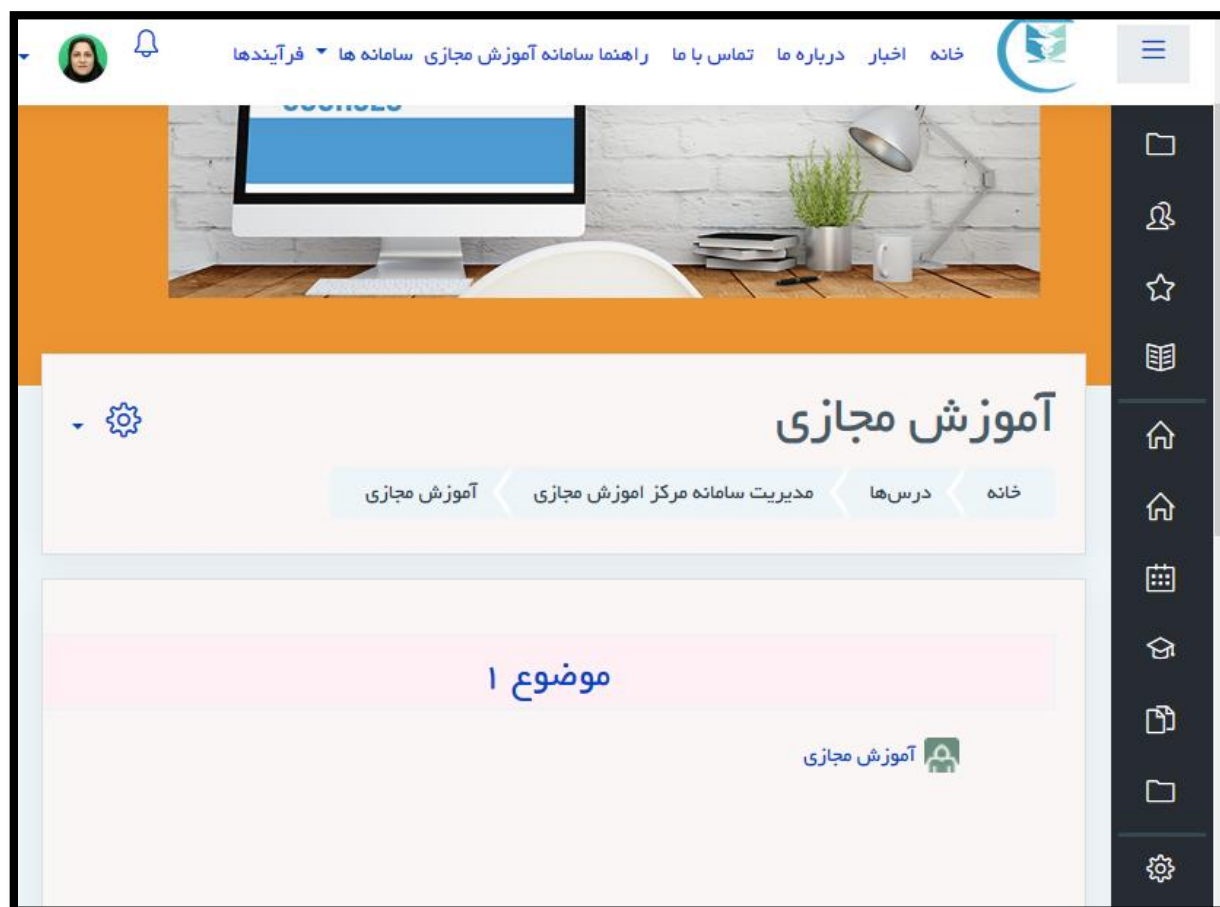 خانه اخبار درباره ما تماس با ما راهنما سامانه آموزش مجازی سامانه ها فرآیندها
آموزش مجازی
خانه درس‌ها مدیریت سامانه مرکز اموزش مجازی آموزش مجازی
موضوع ۱
آموزش مجازی